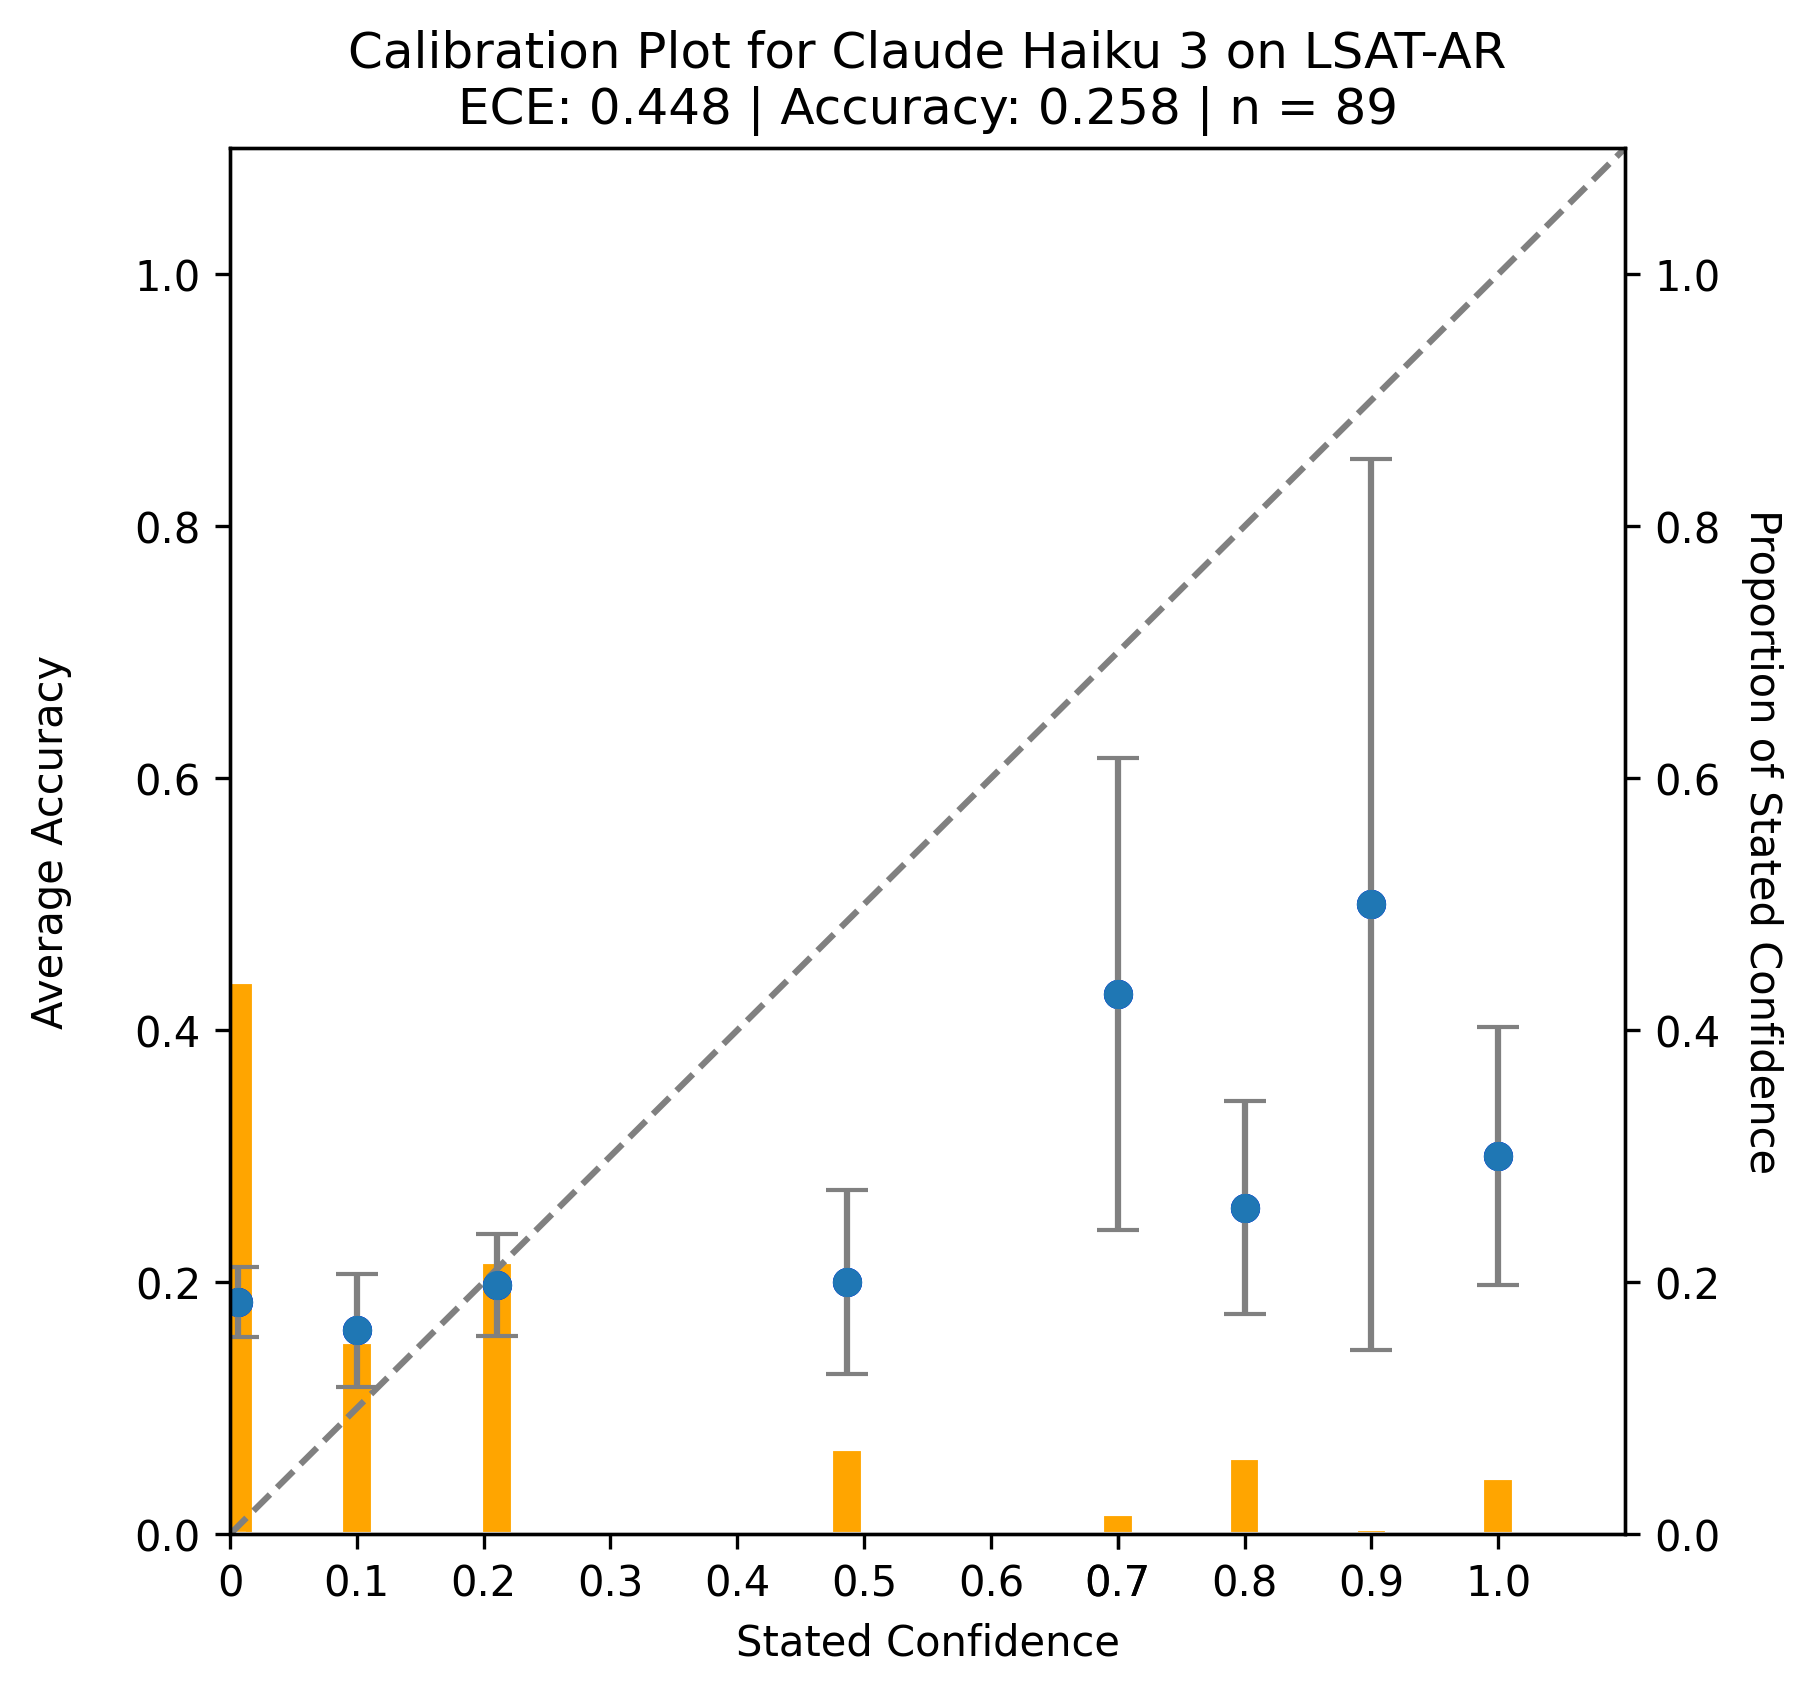 Calibration Plot for Claude Haiku 3 on LSAT-AR
ECE: 0.448 | Accuracy: 0.258 | n = 89
1.0
0.8
0.6
0.4
0.2
0.0
Average Accuracy
1.0
0.8
0.6
0.4
0.2
0.0
Proportion of Stated Confidence
0 0.1 0.2 0.3 0.4 0.5 0.6 0.7 0.8 0.9 1.0
Stated Confidence